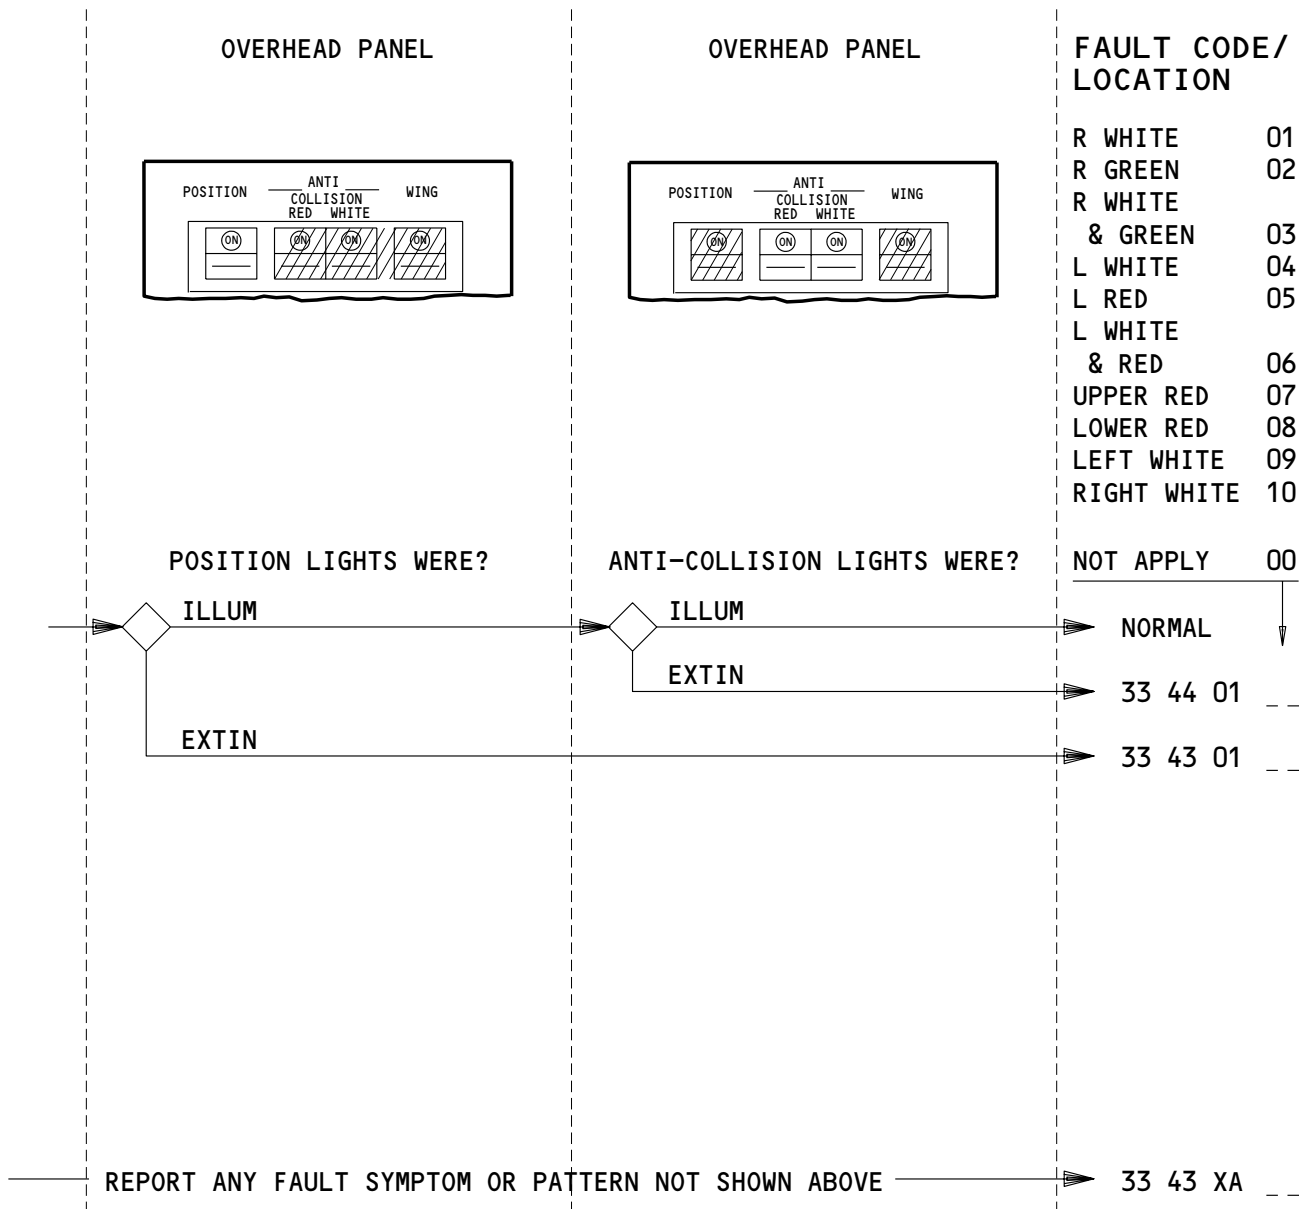 OVERHEAD PANEL
POSITION
ANTI
COLLISION
RED WHITE
WING
ON
ON
ON
ON
OVERHEAD PANEL
POSITION
ANTI
COLLISION
RED WHITE
WING
ON
ON
ON
ON
FAULT CODE/
LOCATION
R WHITE 01
R GREEN 02
R WHITE
& GREEN 03
L WHITE 04
L RED 05
L WHITE
& RED 06
UPPER RED 07
LOWER RED 08
LEFT WHITE 09
RIGHT WHITE 10
NOT APPLY 00
POSITION LIGHTS WERE?
ANTI-COLLISION LIGHTS WERE?
ILLUM
ILLUM
NORMAL
EXTIN
33 44 01 _ _
EXTIN
33 43 01 _ _
REPORT ANY FAULT SYMPTOM OR PATTERN NOT SHOWN ABOVE
33 43 XA _ _